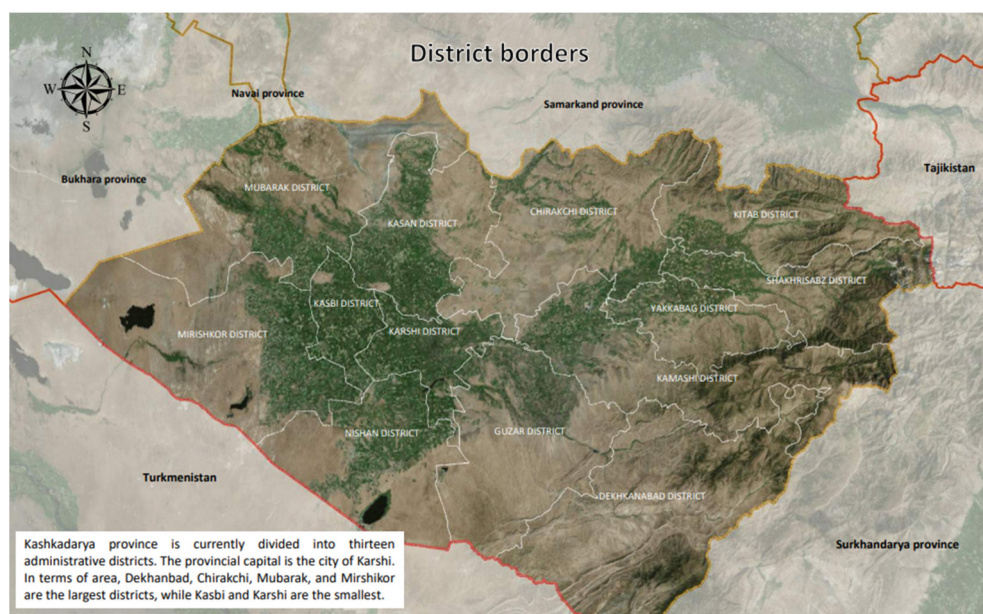 District borders
N
W E
S
Navai province
Samarkand province
Tajikistan
Bukhara province
MUBARAK DISTRICT
KASAN DISTRICT
CHIRAKCHI DISTRICT
KITAB DISTRICT
SHAKHRISABZ DISTRICT
KASBI DISTRICT
YAKKABAG DISTRICT
MIRISHKOR DISTRICT
KARSHI DISTRICT
KAMASHI DISTRICT
NISHAN DISTRICT
GUZAR DISTRICT
Turkmenistan
DEKHKANABAD DISTRICT
Surkhandarya province
Kashkadarya province is currently divided into thirteen
administrative districts. The provincial capital is the city of Karshi.
In terms of area, Dekhanbad, Chirakchi, Mubarak, and Mirshikor
are the largest districts, while Kasbi and Karshi are the smallest.